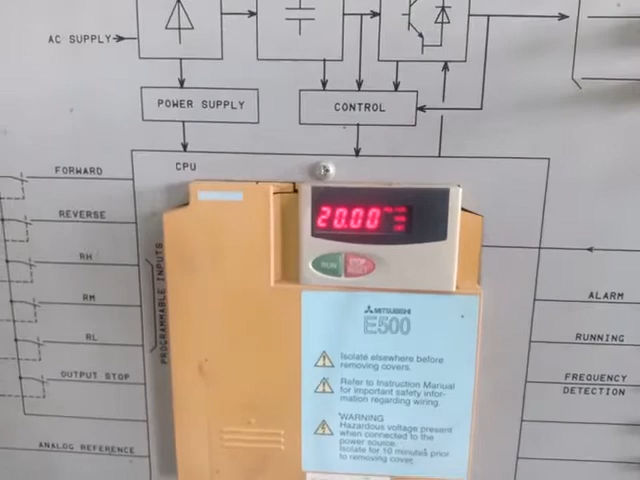 AC SUPPLY
POWER SUPPLY
CONTROL
CPU
FORWARD
REVERSE
RH
RM
RL
OUTPUT STOP
ANALOG REFERENCE
PROGRAMMABLE INPUTS
20.00
RUN
STOP
RESET
MITSUBISHI
E500
Isolate elsewhere before
removing covers.
Refer to Instruction Manual
for important safety infor-
mation regarding wiring.
WARNING
Hazardous voltage present
when connected to the
power source.
Isolate for 10 minutes prior
to removing cover.
ALARM
RUNNING
FREQUENCY
DETECTION